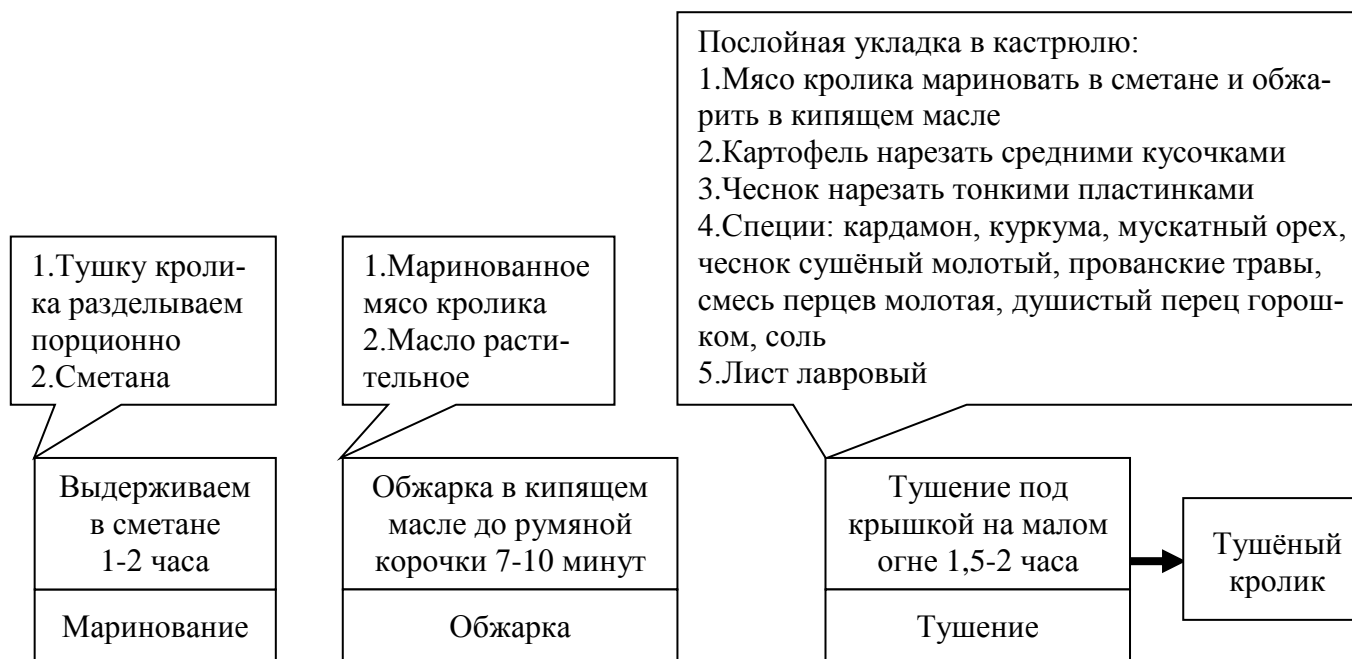 Послойная укладка в кастрюлю:
1.Мясо кролика мариновать в сметане и обжа-
рить в кипящем масле
2.Картофель нарезать средними кусочками
3.Чеснок нарезать тонкими пластинками
4.Специи: кардамон, куркума, мускатный орех,
чеснок сушёный молотый, прованские травы,
смесь перцев молотая, душистый перец горош-
ком, соль
5.Лист лавровый
1.Тушку кроли-
ка разделываем
порционно
2.Сметана
1.Маринованное
мясо кролика
2.Масло расти-
тельное
Выдерживаем
в сметане
1-2 часа
Маринование
Обжарка в кипящем
масле до румяной
корочки 7-10 минут
Обжарка
Тушение под
крышкой на малом
огне 1,5-2 часа
Тушение
Тушёный
кролик